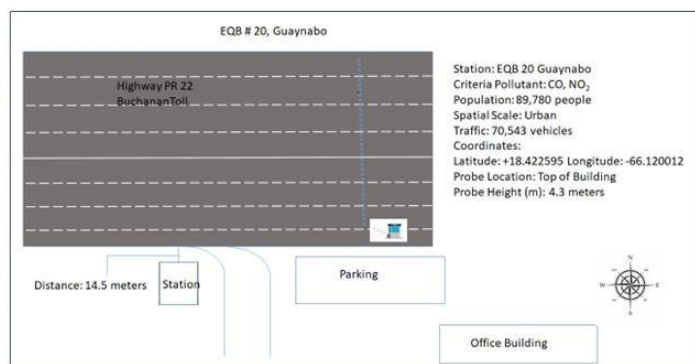 EQB # 20, Guaynabo
Highway PR 22
BuchananToll
Station: EQB 20 Guaynabo
Criteria Pollutant: CO, NO₂
Population: 89,780 people
Spatial Scale: Urban
Traffic: 70,543 vehicles
Coordinates:
Latitude: +18.422595 Longitude: -66.120012
Probe Location: Top of Building
Probe Height (m): 4.3 meters
Distance: 14.5 meters
Station
Parking
Office Building
N
W
E
S